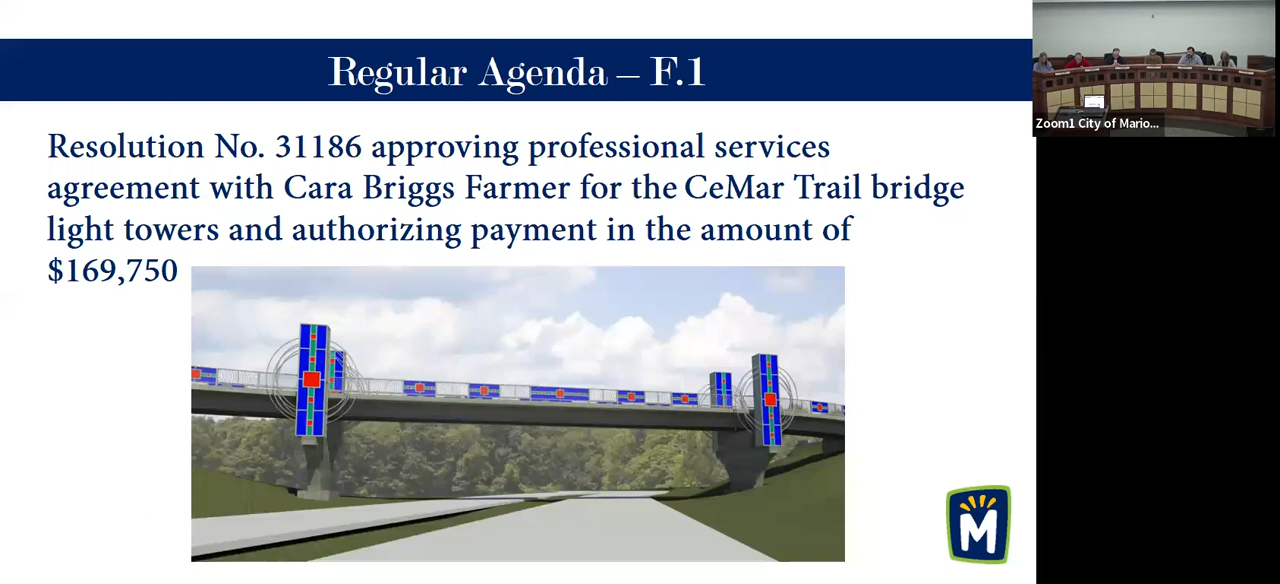 Regular Agenda – F.1
Resolution No. 31186 approving professional services
agreement with Cara Briggs Farmer for the CeMar Trail bridge
light towers and authorizing payment in the amount of
$169,750
M
Zoom1 City of Mario...